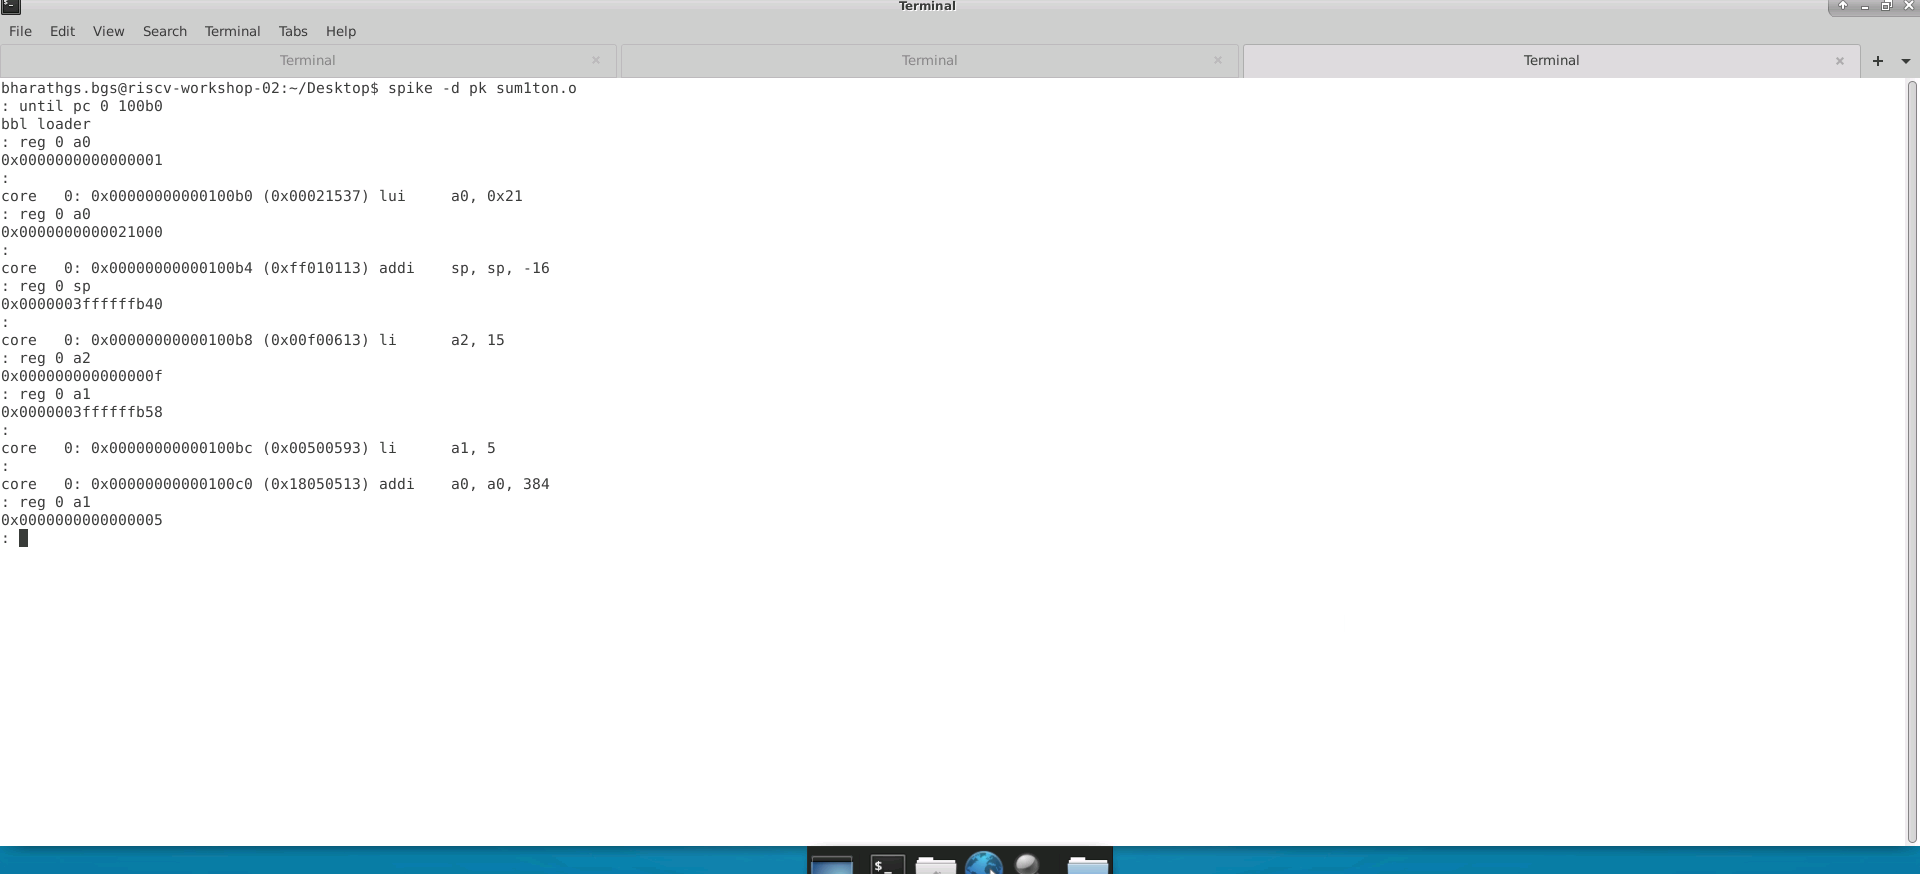 Terminal
File Edit View Search Terminal Tabs Help
Terminal Terminal Terminal
bharathgs.bgs@riscv-workshop-02:~/Desktop$ spike -d pk sum1ton.o
: until pc 0 100b0
bbl loader
: reg 0 a0
0x0000000000000001
:
core   0: 0x00000000000100b0 (0x00021537) lui     a0, 0x21
: reg 0 a0
0x0000000000021000
:
core   0: 0x00000000000100b4 (0xff010113) addi    sp, sp, -16
: reg 0 sp
0x0000003ffffffb40
:
core   0: 0x00000000000100b8 (0x00f00613) li      a2, 15
: reg 0 a2
0x000000000000000f
: reg 0 a1
0x0000003ffffffb58
:
core   0: 0x00000000000100bc (0x00500593) li      a1, 5
:
core   0: 0x00000000000100c0 (0x18050513) addi    a0, a0, 384
: reg 0 a1
0x0000000000000005
:
$_